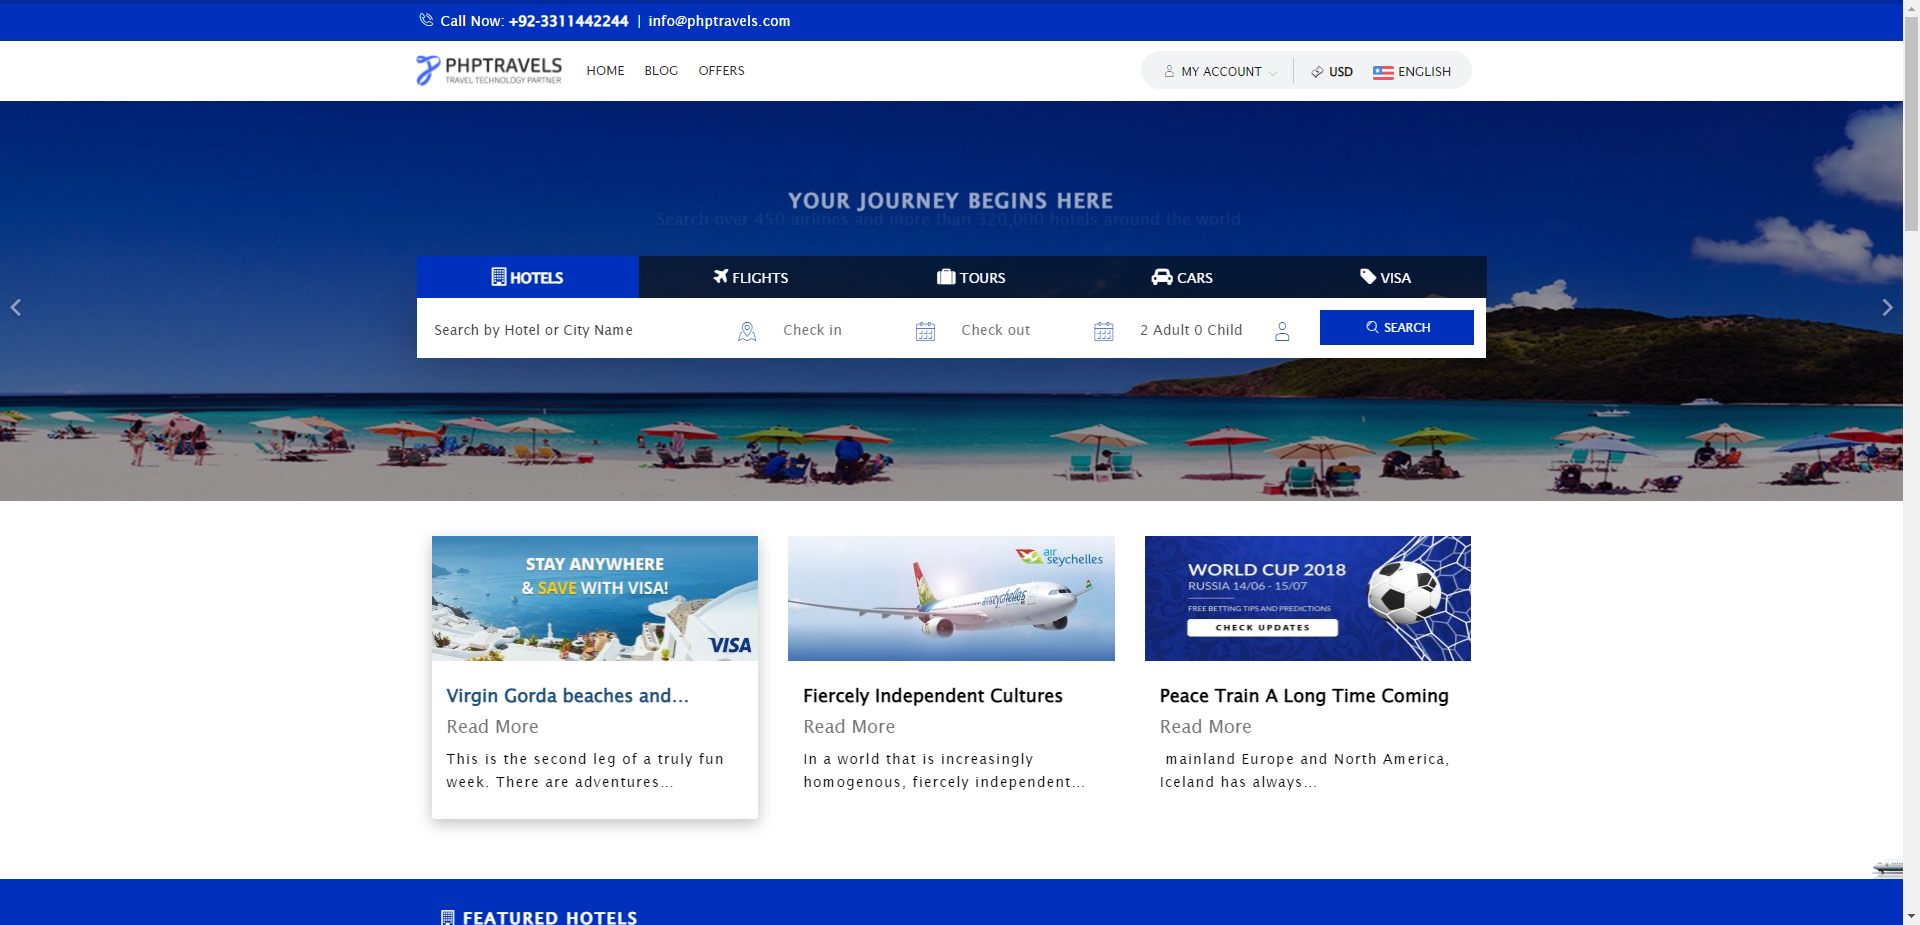 Call Now: +92-3311442244 | info@phptravels.com
PHPTRAVELS
TRAVEL TECHNOLOGY PARTNER
HOME BLOG OFFERS
MY ACCOUNT USD ENGLISH
YOUR JOURNEY BEGINS HERE
Search over 450 airlines and more than 320,000 hotels around the world.
HOTELS FLIGHTS TOURS CARS VISA
Search by Hotel or City Name Check in Check out 2 Adult 0 Child SEARCH
STAY ANYWHERE
& SAVE WITH VISA!
VISA
air
seychelles
airseychelles
WORLD CUP 2018
RUSSIA 14/06 - 15/07
FREE BETTING TIPS AND PREDICTIONS
CHECK UPDATES
Virgin Gorda beaches and...
Read More
This is the second leg of a truly fun
week. There are adventures...
Fiercely Independent Cultures
Read More
In a world that is increasingly
homogenous, fiercely independent...
Peace Train A Long Time Coming
Read More
mainland Europe and North America,
Iceland has always...
FEATURED HOTELS